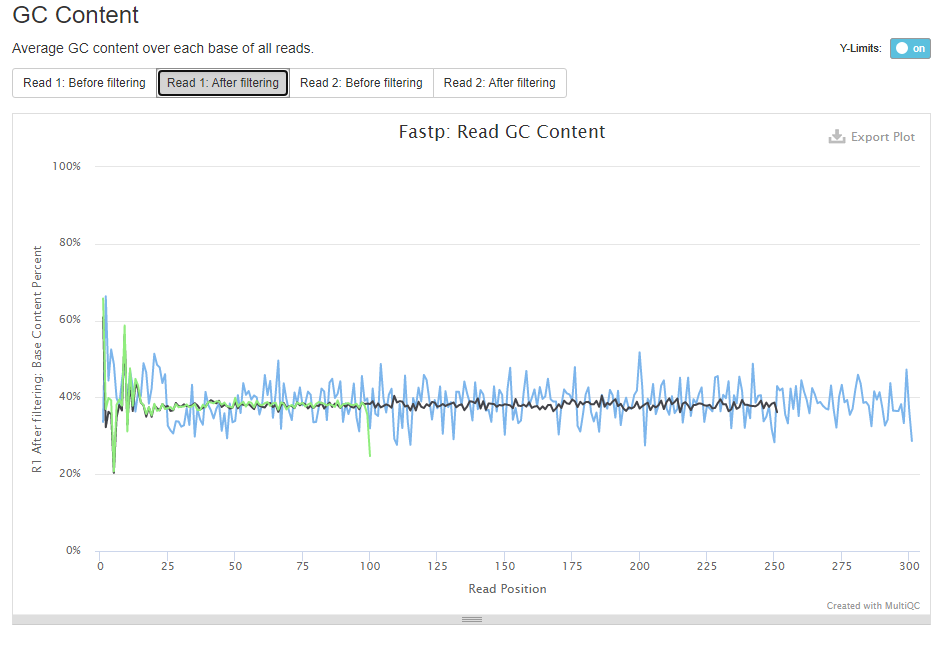 GC Content
Average GC content over each base of all reads.
Y-Limits: on
Read 1: Before filtering Read 1: After filtering Read 2: Before filtering Read 2: After filtering
Fastp: Read GC Content
Export Plot
R1 After filtering: Base Content Percent
100%
80%
60%
40%
20%
0%
0 25 50 75 100 125 150 175 200 225 250 275 300
Read Position
Created with MultiQC